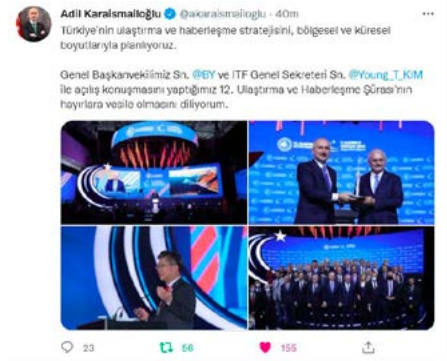 Adil Karaismailoğlu @akaraismailoglu · 40m
Türkiye'nin ulaştırma ve haberleşme stratejisini, bölgesel ve küresel
boyutlarıyla planlıyoruz.
Genel Başkanvekilimiz Sn. @BY ve ITF Genel Sekreteri Sn. @Young_T_KIM
ile açılış konuşmasını yaptığımız 12. Ulaştırma ve Haberleşme Şûrası'nın
hayırlara vesile olmasını diliyorum.
23 56 155